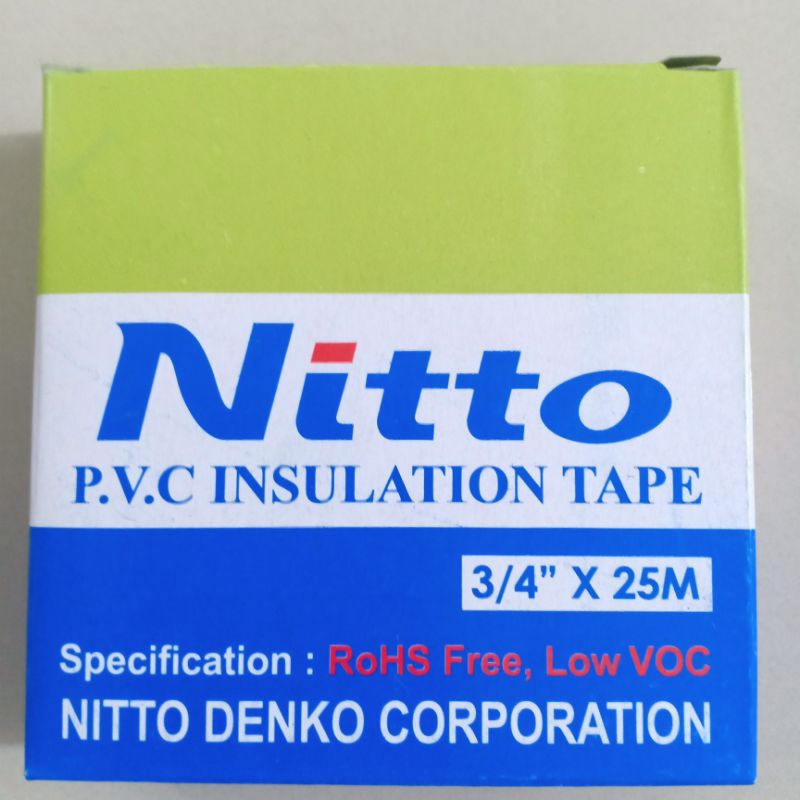 Nitto
P.V.C INSULATION TAPE
3/4” X 25M
Specification : RoHS Free, Low VOC
NITTO DENKO CORPORATION